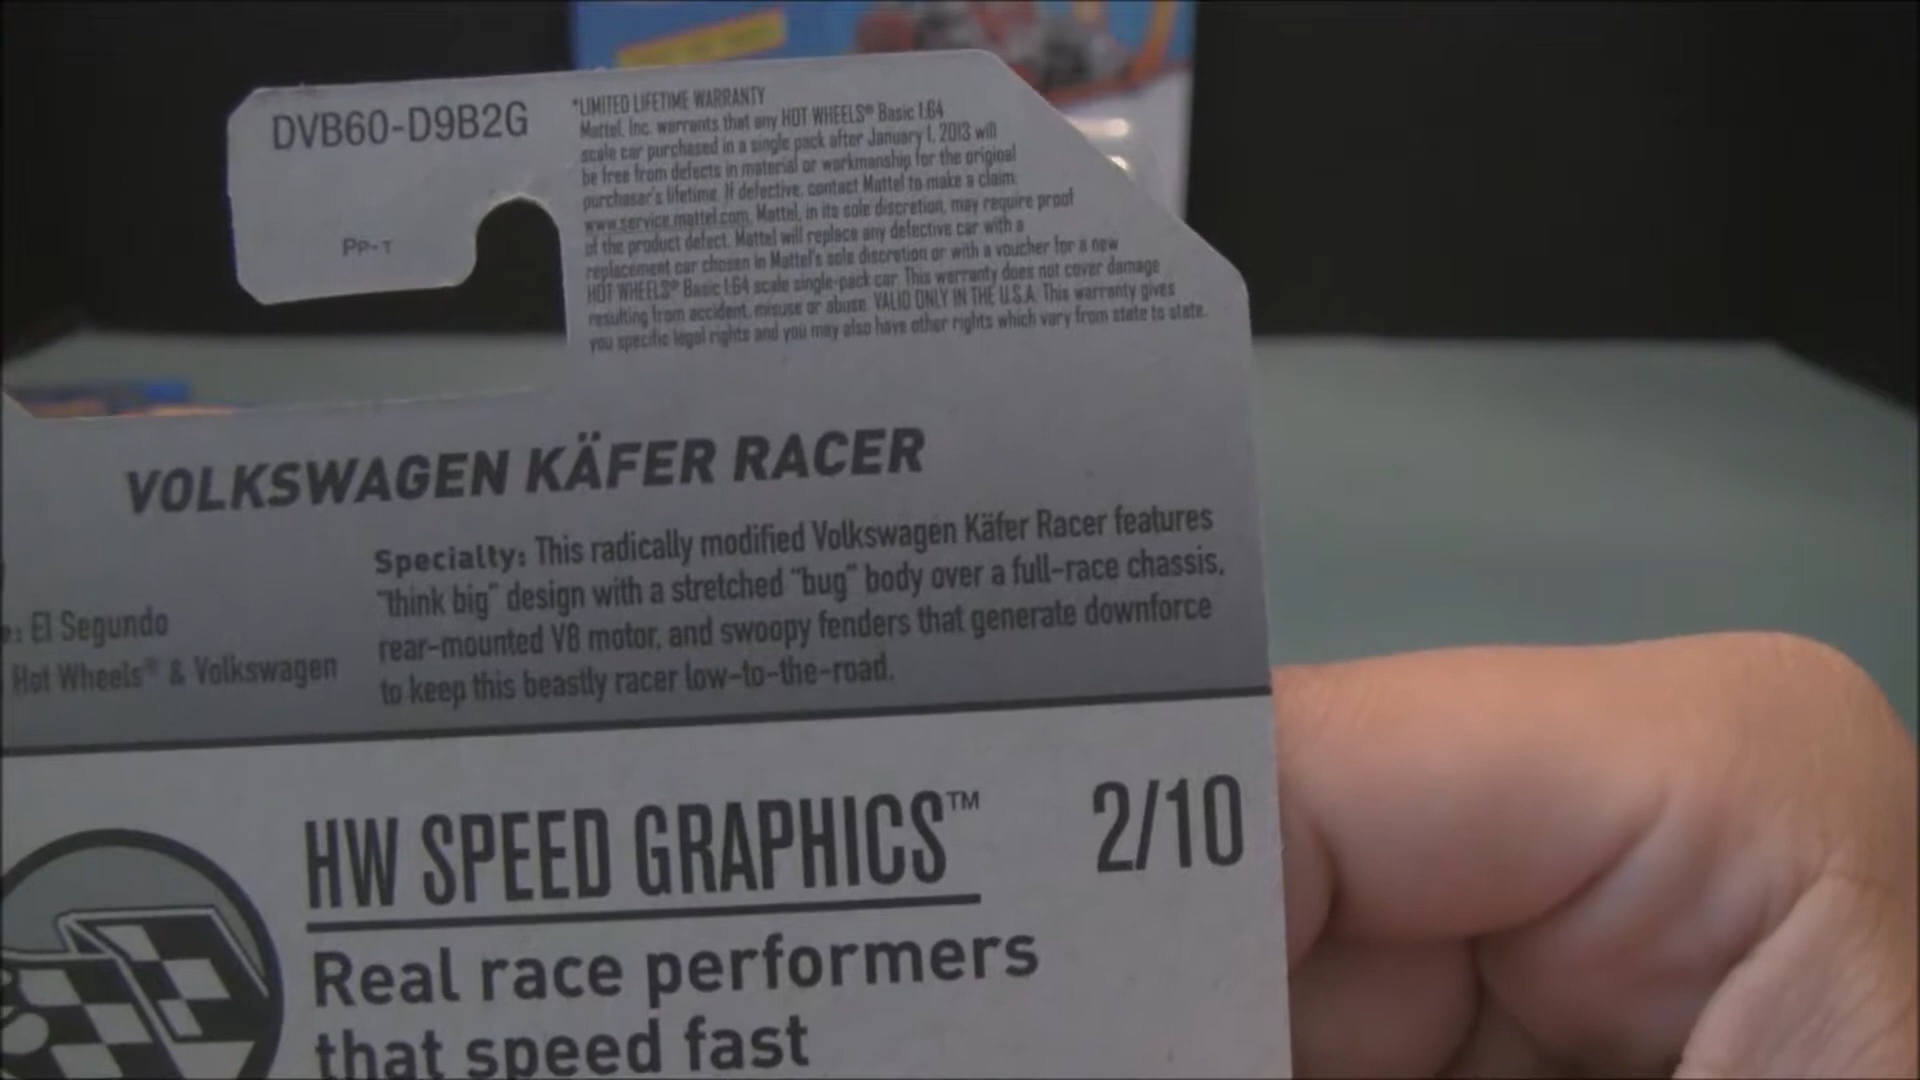 DVB60-D9B2G
PP-T
*LIMITED LIFETIME WARRANTY
Mattel, Inc. warrants that any HOT WHEELS® Basic 1:64
scale car purchased in a single pack after January 1, 2013 will
be free from defects in material or workmanship for the original
purchaser's lifetime. If defective, contact Mattel to make a claim:
www.service.mattel.com. Mattel, in its sole discretion, may require proof
of the product defect. Mattel will replace any defective car with a
replacement car chosen in Mattel's sole discretion or with a voucher for a new
HOT WHEELS® Basic 1:64 scale single-pack car. This warranty does not cover damage
resulting from accident, misuse or abuse. VALID ONLY IN THE U.S.A. This warranty gives
you specific legal rights and you may also have other rights which vary from state to state.
VOLKSWAGEN KÄFER RACER
El Segundo
Hot Wheels® & Volkswagen
Specialty: This radically modified Volkswagen Käfer Racer features
"think big" design with a stretched "bug" body over a full-race chassis,
rear-mounted V8 motor, and swoopy fenders that generate downforce
to keep this beastly racer low-to-the-road.
HW SPEED GRAPHICS™ 2/10
Real race performers
that speed fast